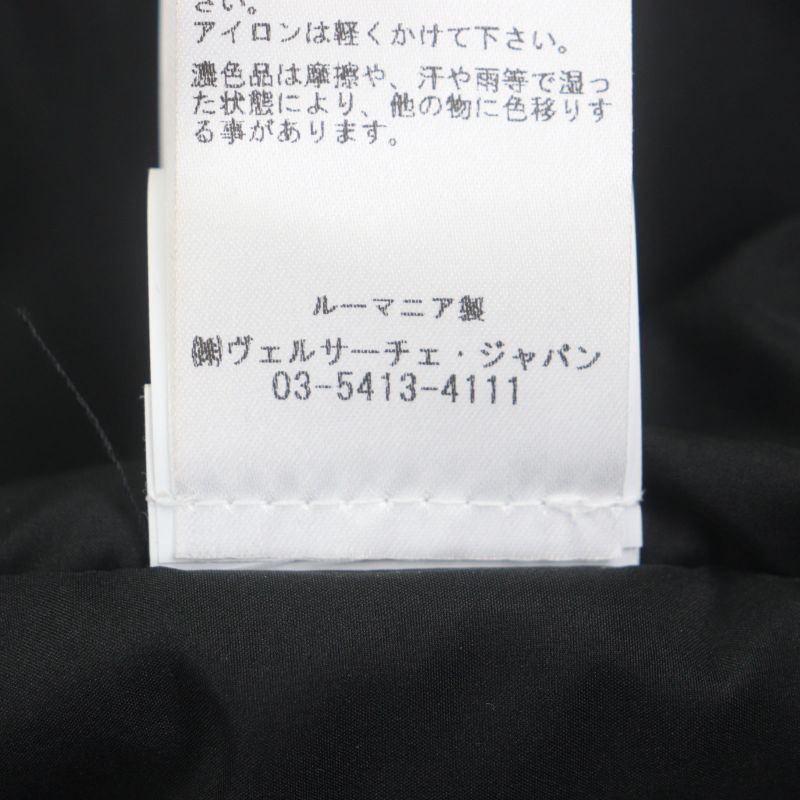 さい。
アイロンは軽くかけて下さい。
濃色品は摩擦や、汗や雨等で湿っ
た状態により、他の物に色移りす
る事があります。
ルーマニア製
㈱ヴェルサーチェ・ジャパン
03-5413-4111